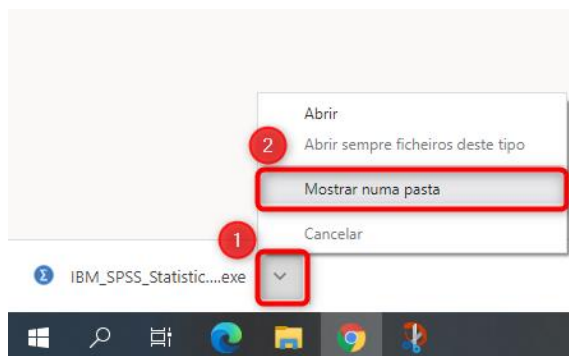 Abrir
2
Abrir sempre ficheiros deste tipo
Mostrar numa pasta
Cancelar
1
Σ IBM_SPSS_Statistic....exe